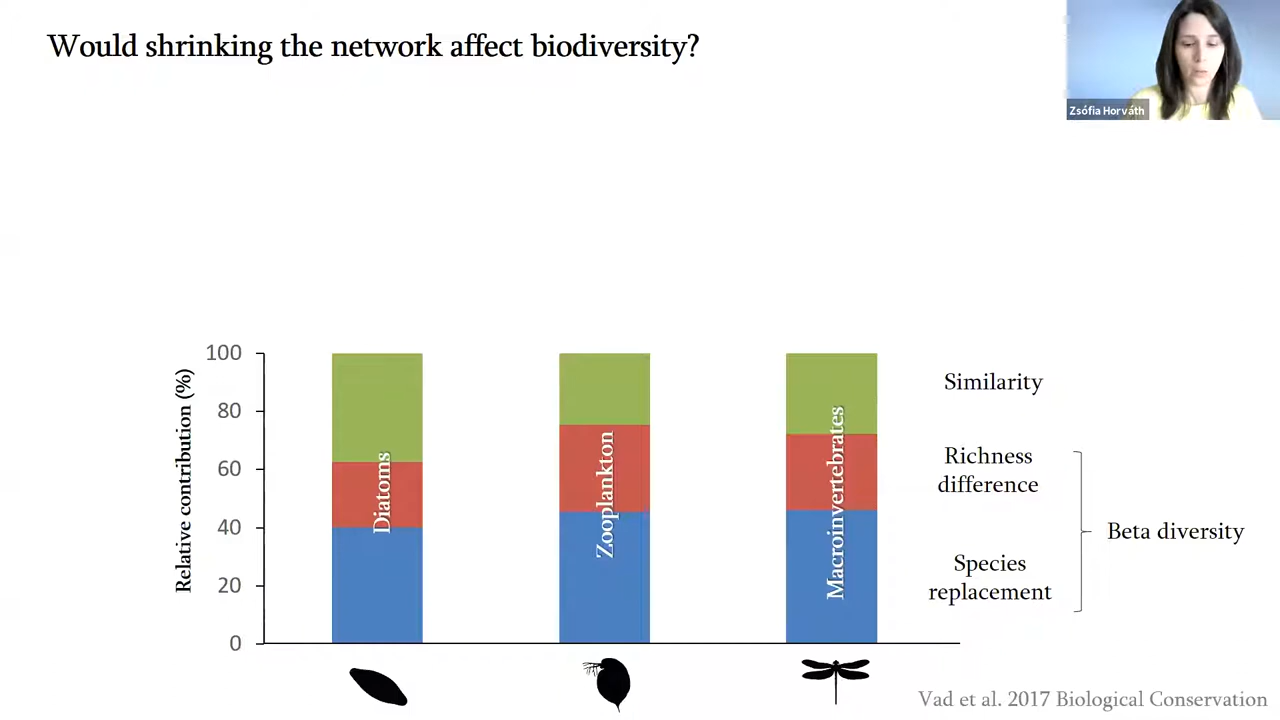 Would shrinking the network affect biodiversity?
Zsófia Horváth
Relative contribution (%)
100
80
60
40
20
0
Diatoms
Zooplankton
Macroinvertebrates
Similarity
Richness
difference
Species
replacement
Beta diversity
Vad et al. 2017 Biological Conservation